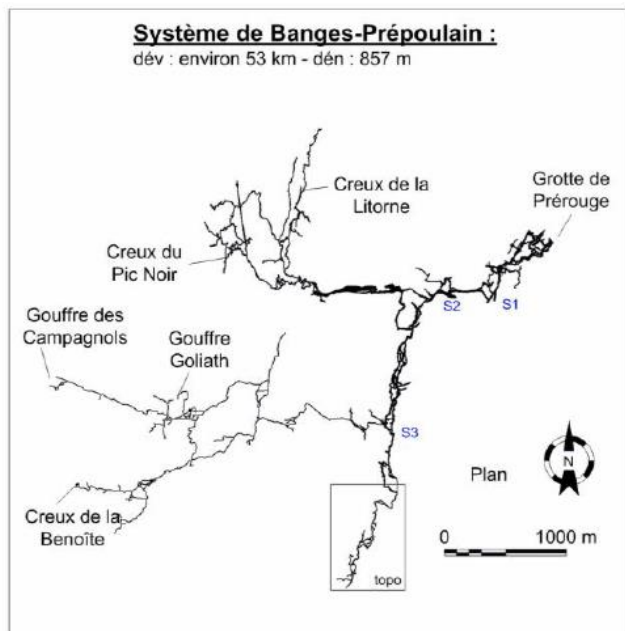 Système de Banges-Prépoulain :
dév : environ 53 km - dén : 857 m
Creux de la
Litorne
Grotte de
Prérouge
Creux du
Pic Noir
S2
S1
Gouffre des
Campagnols
Gouffre
Goliath
S3
Creux de la
Benoîte
Plan
N
0
1000 m
topo